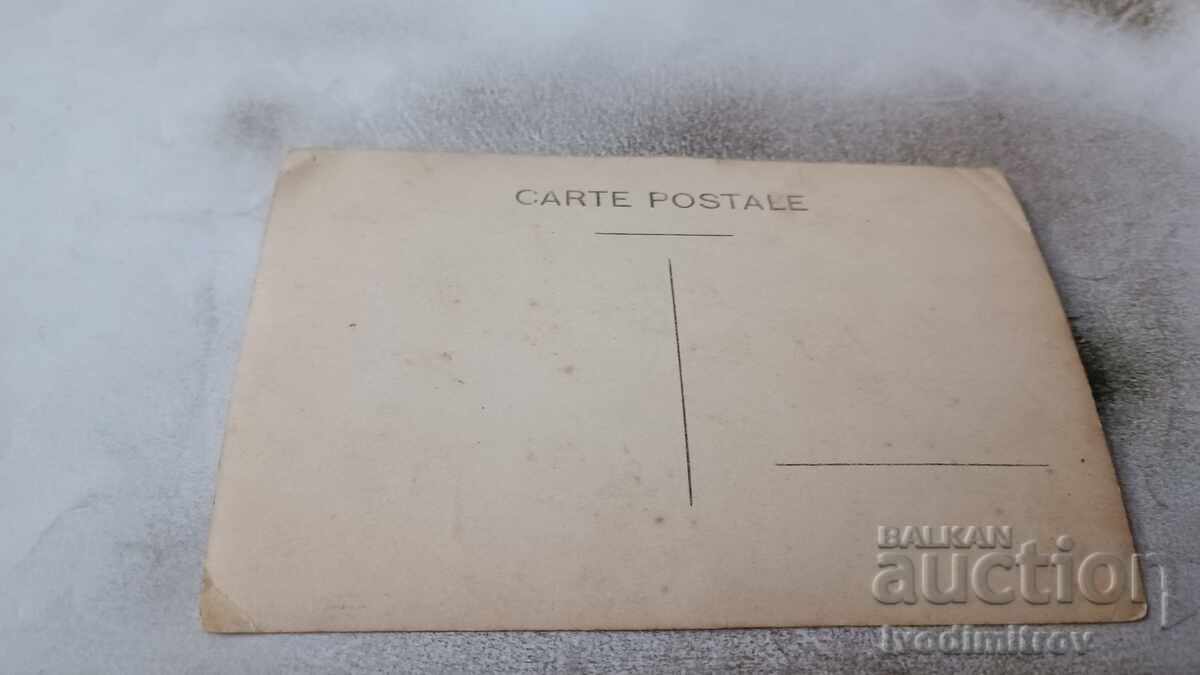 CARTE POSTALE
BALKAN
auction
Ivodimitrov